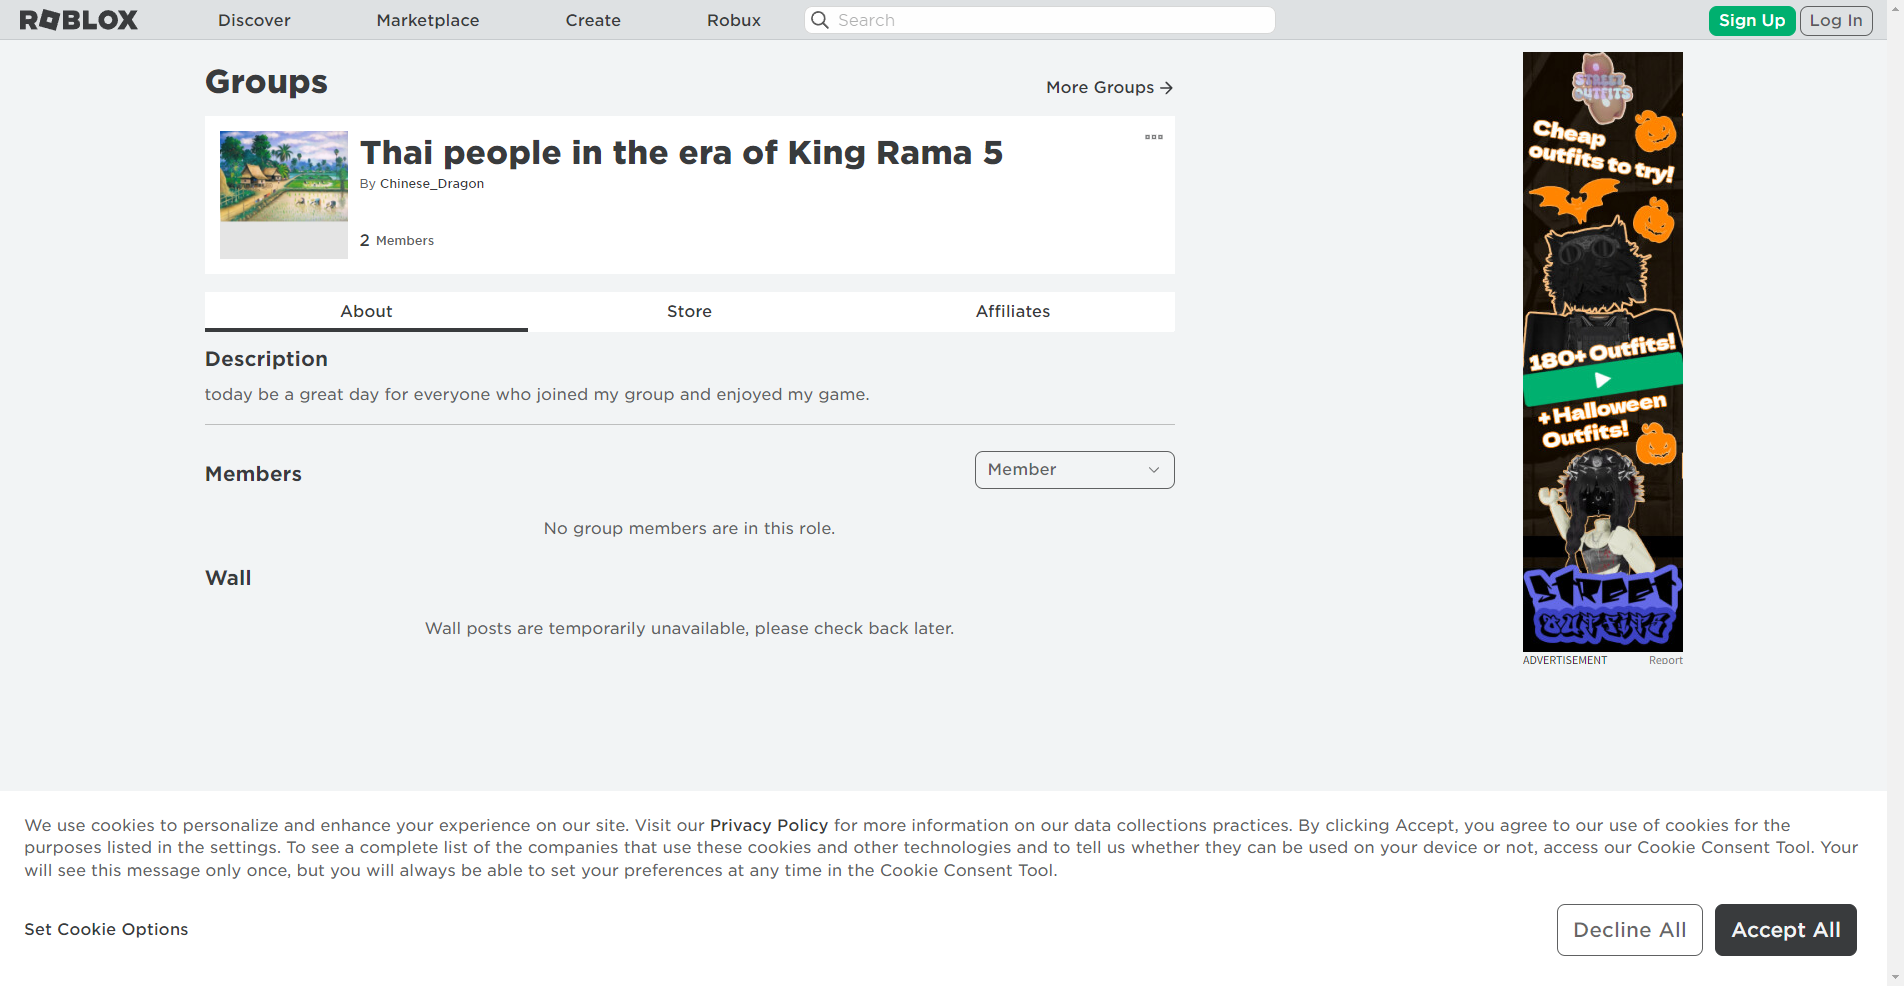 ROBLOX
Discover
Marketplace
Create
Robux
Search
Sign Up
Log In
Groups
More Groups
Thai people in the era of King Rama 5
By Chinese_Dragon
2 Members
About
Store
Affiliates
Description
today be a great day for everyone who joined my group and enjoyed my game.
Members
Member
No group members are in this role.
Wall
Wall posts are temporarily unavailable, please check back later.
STREET
OUTFITS
Cheap
outfits to try!
180+ Outfits!
+Halloween
Outfits!
STREET
OUTFITS
ADVERTISEMENT
Report
We use cookies to personalize and enhance your experience on our site. Visit our Privacy Policy for more information on our data collections practices. By clicking Accept, you agree to our use of cookies for the
purposes listed in the settings. To see a complete list of the companies that use these cookies and other technologies and to tell us whether they can be used on your device or not, access our Cookie Consent Tool. Your
will see this message only once, but you will always be able to set your preferences at any time in the Cookie Consent Tool.
Set Cookie Options
Decline All
Accept All